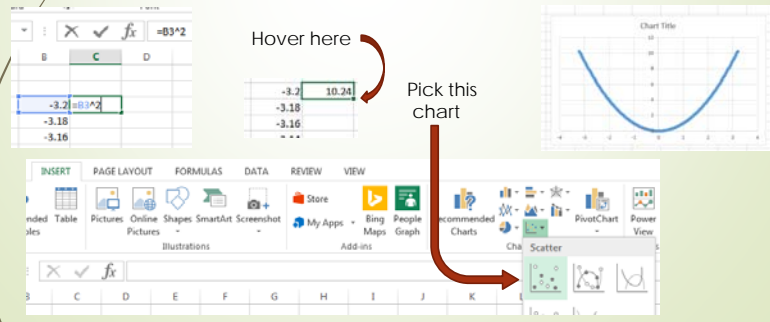 =B3^2
B C D
-3.2 =B3^2
-3.18
-3.16
Hover here
-3.2 10.24
-3.18
-3.16
Pick this
chart
Chart Title
INSERT PAGE LAYOUT FORMULAS DATA REVIEW VIEW
Table Pictures Online Pictures Shapes SmartArt Screenshot
Illustrations
Store
My Apps
Bing Maps People Graph
Add-ins
Charts
PivotChart Power View
Scatter
fx
C D E F G H I J K